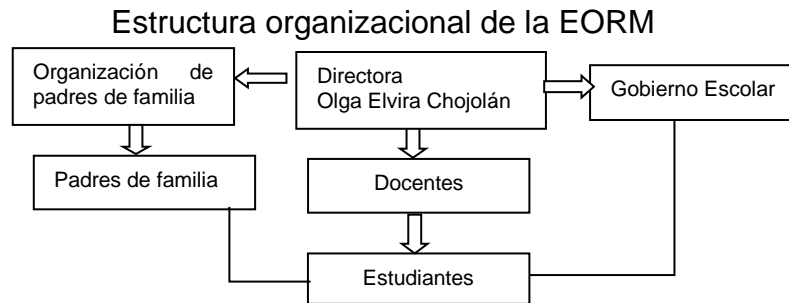 Estructura organizacional de la EORM
Organización de
padres de familia
Directora
Olga Elvira Chojolán
Gobierno Escolar
Padres de familia
Docentes
Estudiantes